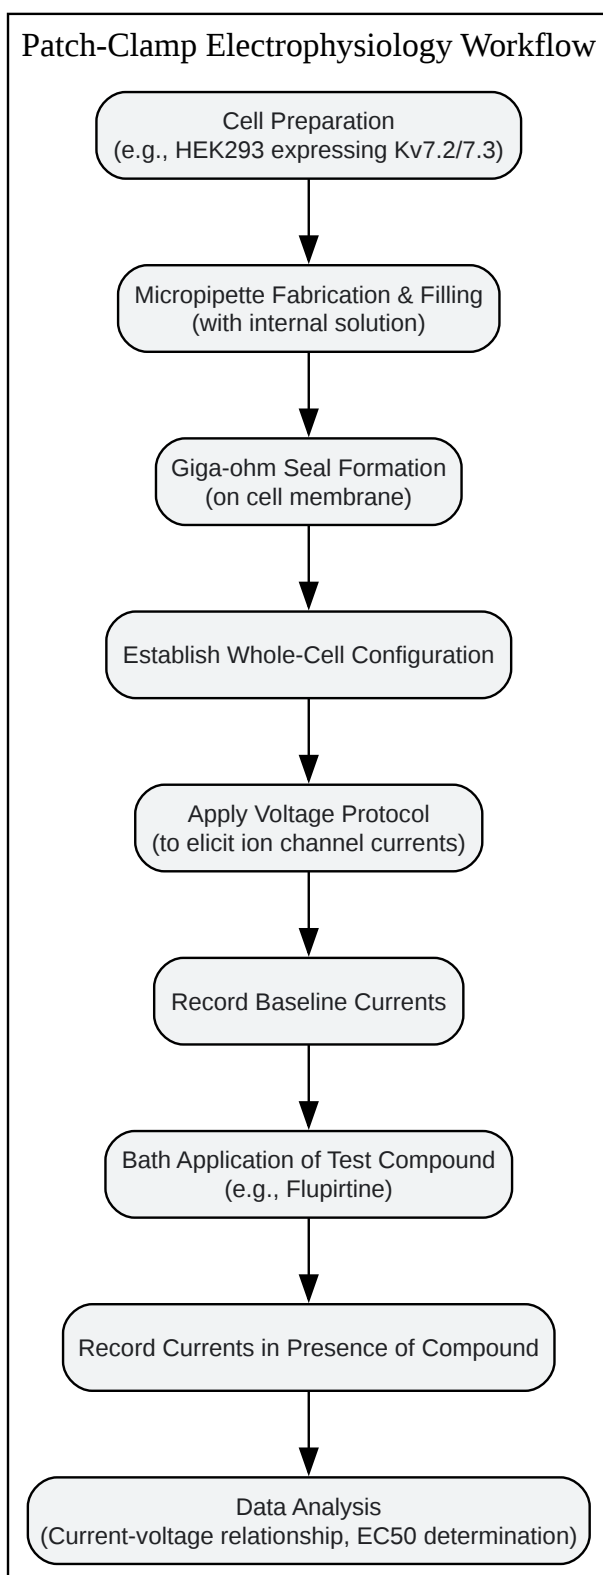 Patch-Clamp Electrophysiology Workflow
Cell Preparation
(e.g., HEK293 expressing Kv7.2/7.3)
Micropipette Fabrication & Filling
(with internal solution)
Giga-ohm Seal Formation
(on cell membrane)
Establish Whole-Cell Configuration
Apply Voltage Protocol
(to elicit ion channel currents)
Record Baseline Currents
Bath Application of Test Compound
(e.g., Flupirtine)
Record Currents in Presence of Compound
Data Analysis
(Current-voltage relationship, EC50 determination)